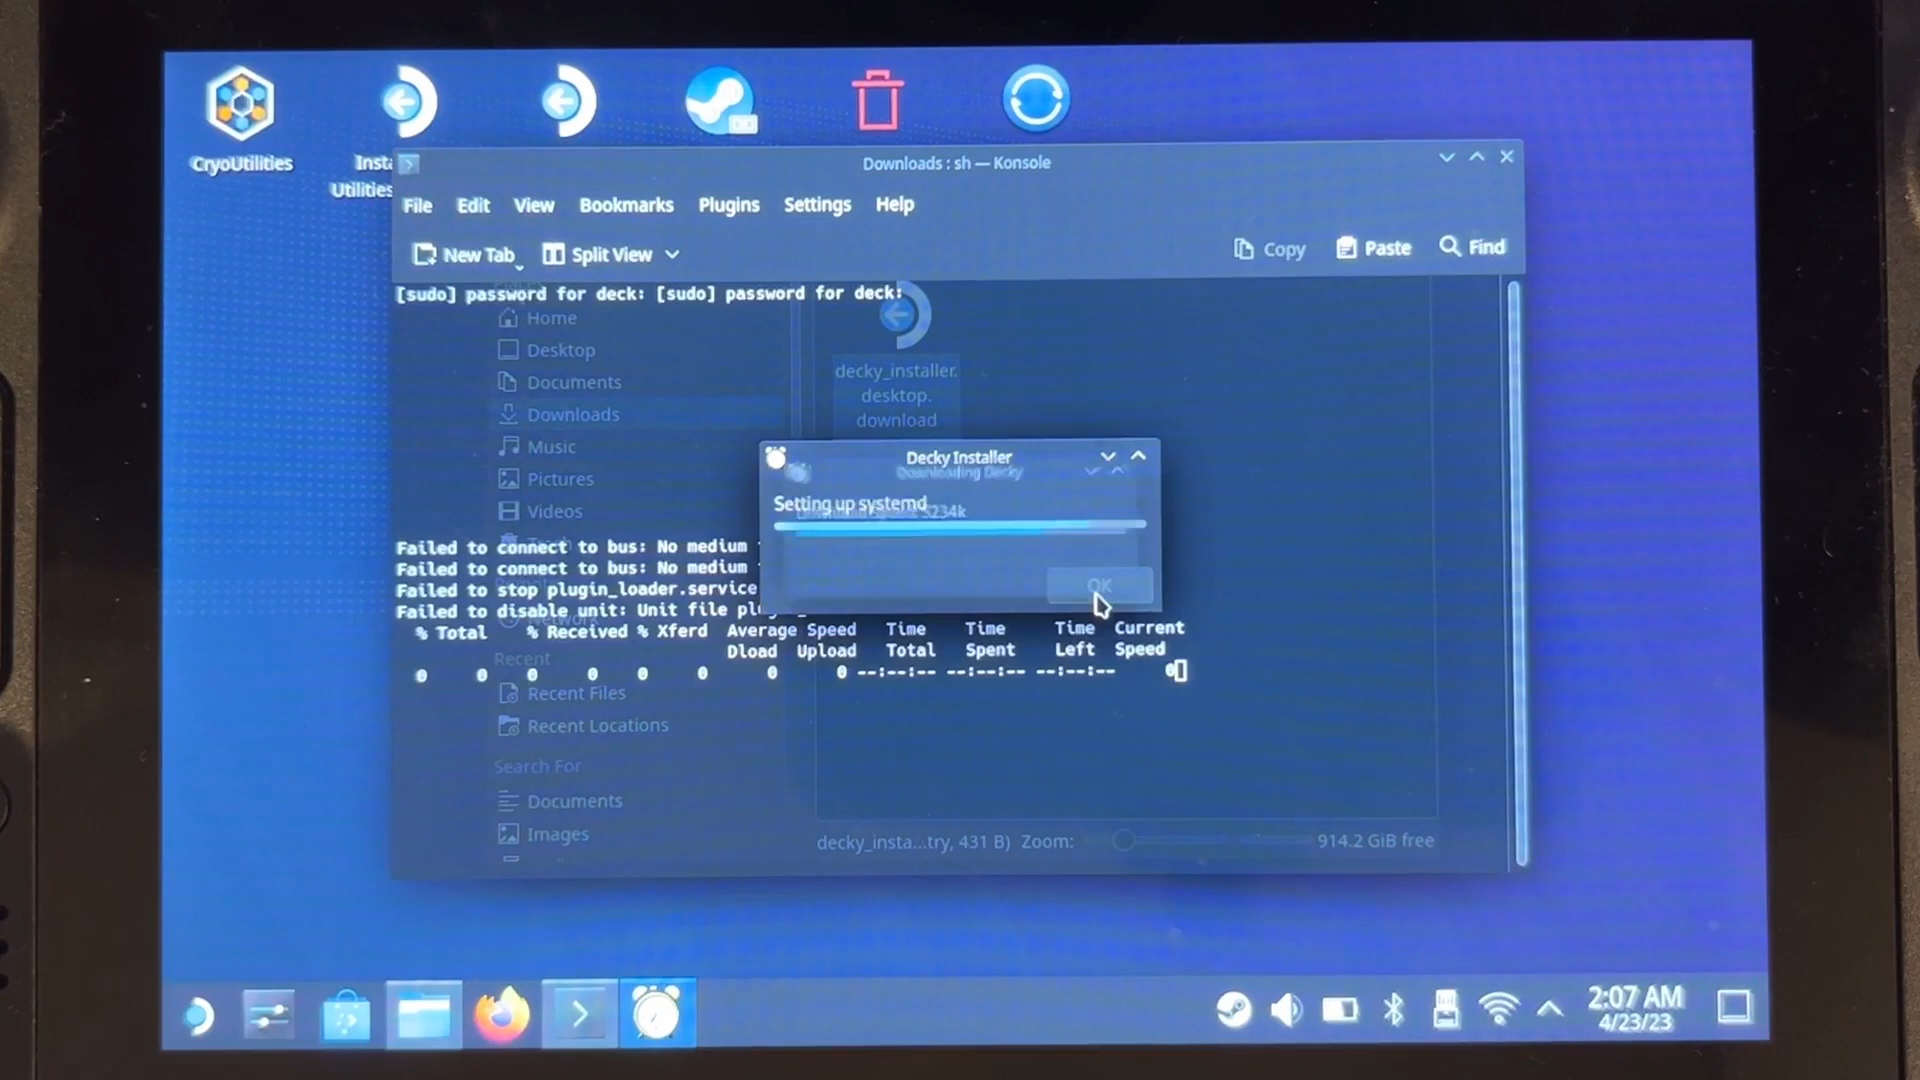 CryoUtilities
Insta
Utilities
Downloads : sh — Konsole
File Edit View Bookmarks Plugins Settings Help
New Tab Split View Copy Paste Find
[sudo] password for deck: [sudo] password for deck:
Home
Desktop
Documents
Downloads
Music
Pictures
Videos
decky_installer.
desktop.
download
Decky Installer
Downloading Decky
Setting up systemd
5234k
OK
Failed to connect to bus: No medium
Failed to connect to bus: No medium
Failed to stop plugin_loader.service
Failed to disable unit: Unit file
Network
% Total % Received % Xferd Average Speed Time Time Time Current
Dload Upload Total Spent Left Speed
0 0 0 0 0 0 0 0 --:--:-- --:--:-- --:--:-- 0
Recent
Recent Files
Recent Locations
Search For
Documents
Images
decky_insta...try, 431 B) Zoom: 914.2 GiB free
2:07 AM
4/23/23